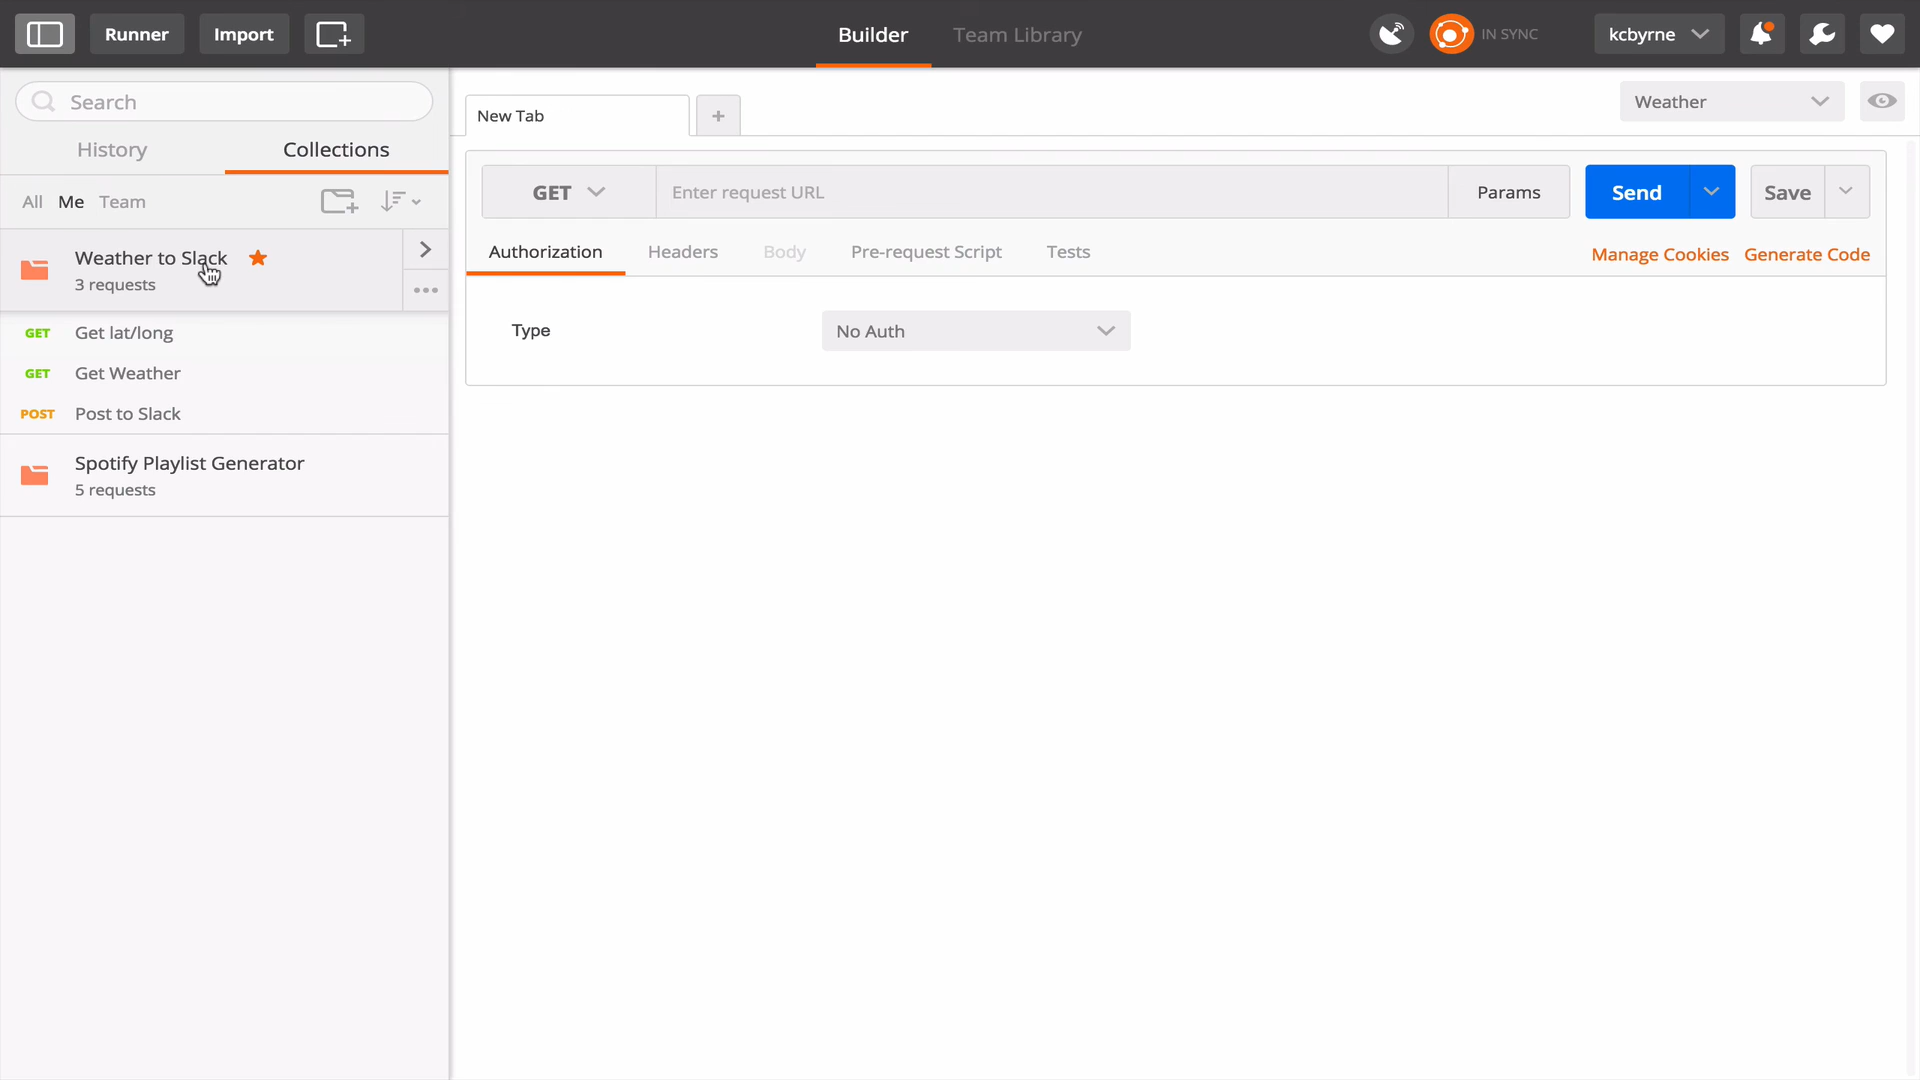 Runner
Import
Builder
Team Library
IN SYNC
kcbyrne
Search
History
Collections
All
Me
Team
Weather to Slack
3 requests
GET Get lat/long
GET Get Weather
POST Post to Slack
Spotify Playlist Generator
5 requests
New Tab
+
Weather
GET
Enter request URL
Params
Send
Save
Authorization
Headers
Body
Pre-request Script
Tests
Manage Cookies
Generate Code
Type
No Auth